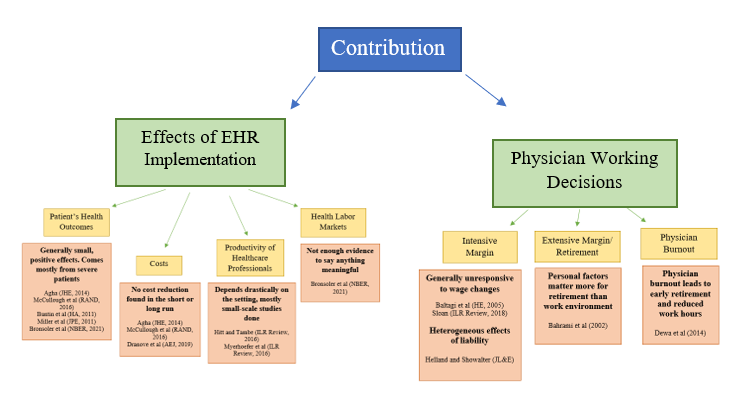 Contribution
Effects of EHR
Implementation
Physician Working
Decisions
Patient's Health
Outcomes
Costs
Productivity of
Healthcare
Professionals
Health Labor
Markets
Intensive
Margin
Extensive Margin/
Retirement
Physician
Burnout
Generally small,
positive effects. Comes
mostly from severe
patients
Agha (JHE, 2014)
McCullough et al (RAND,
2016)
Buntin et al (HA, 2011)
Miller et al (JPE, 2011)
Bronsoler et al (NBER, 2021)
No cost reduction
found in the short or
long run
Agha (JHE, 2014)
McCullough et al (RAND,
2016)
Dranove et al (AEJ, 2019)
Depends drastically on
the setting, mostly
small-scale studies
done
Hitt and Tambe (ILR Review,
2016)
Myerhoefer et al (ILR
Review, 2016)
Not enough evidence
to say anything
meaningful
Bronsoler et al (NBER,
2021)
Generally unresponsive
to wage changes
Baltagi et al (HE, 2005)
Sloan (ILR Review, 2018)
Heterogeneous effects
of liability
Helland and Showalter (JL&E)
Personal factors
matter more for
retirement than
work environment
Bahrami et al (2002)
Physician
burnout leads to
early retirement
and reduced
work hours
Dewa et al (2014)